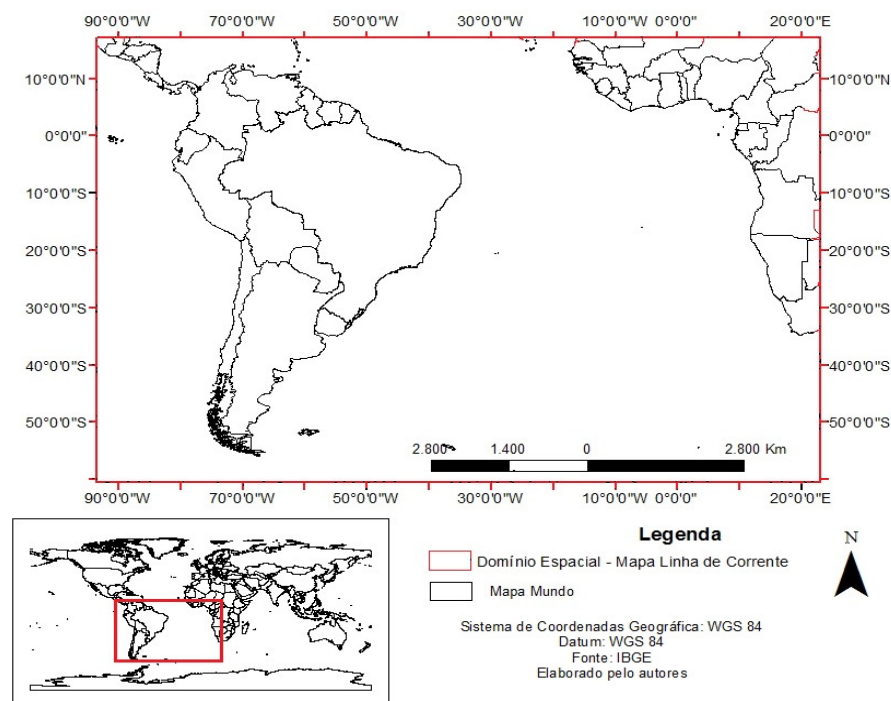 90°0'0"W 70°0'0"W 50°0'0"W 30°0'0"W 10°0'0"W 0°0'0" 20°0'0"E
10°0'0"N 10°0'0"N
0°0'0" 0°0'0"
10°0'0"S 10°0'0"S
20°0'0"S 20°0'0"S
30°0'0"S 30°0'0"S
40°0'0"S 40°0'0"S
50°0'0"S 50°0'0"S
2.800 1.400 0 2.800 Km
90°0'0"W 70°0'0"W 50°0'0"W 30°0'0"W 10°0'0"W 0°0'0" 20°0'0"E
Legenda
Domínio Espacial - Mapa Linha de Corrente
Mapa Mundo
N
Sistema de Coordenadas Geográfica: WGS 84
Datum: WGS 84
Fonte: IBGE
Elaborado pelo autores